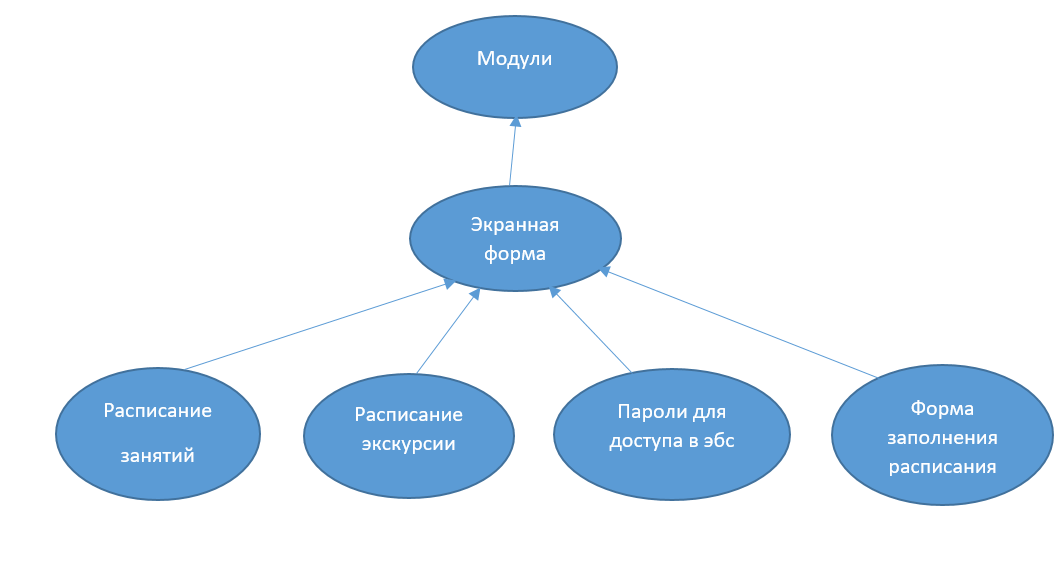 Модули
Экранная
форма
Расписание
занятий
Расписание
экскурсии
Пароли для
доступа в эбс
Форма
заполнения
расписания